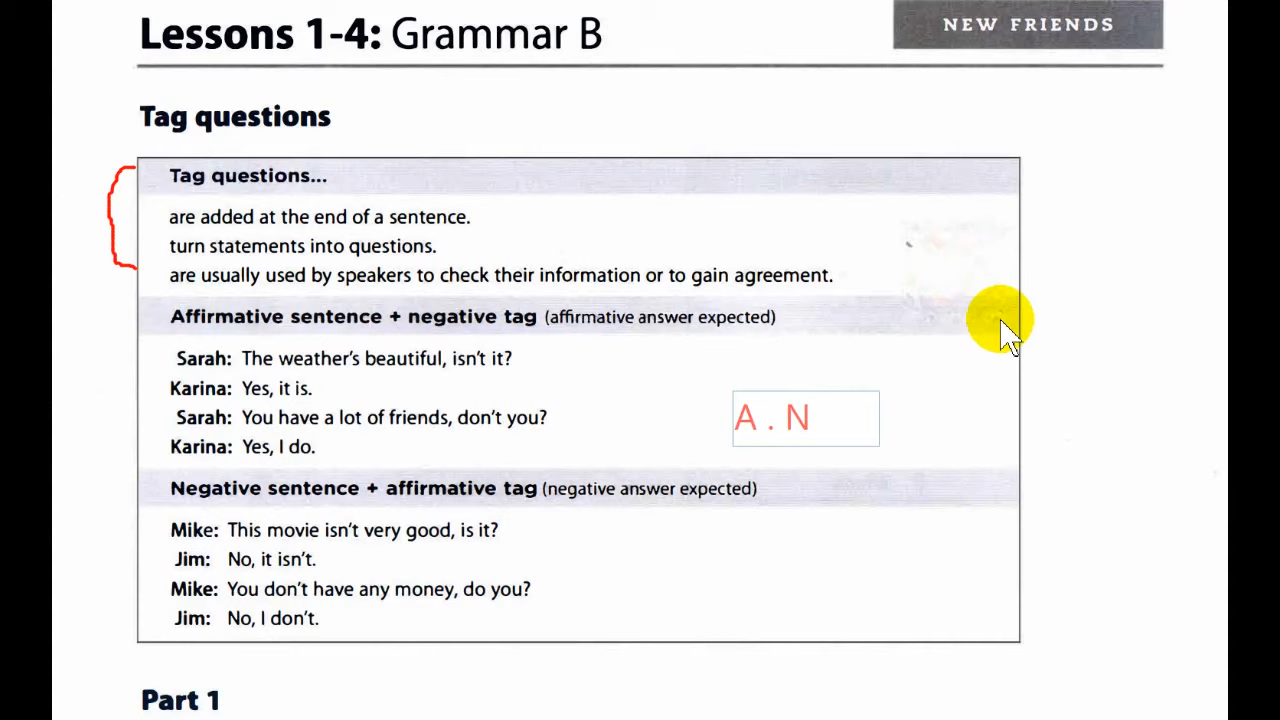 Lessons 1-4: Grammar B
NEW FRIENDS
Tag questions
Tag questions...
are added at the end of a sentence.
turn statements into questions.
are usually used by speakers to check their information or to gain agreement.
Affirmative sentence + negative tag (affirmative answer expected)
Sarah: The weather's beautiful, isn't it?
Karina: Yes, it is.
Sarah: You have a lot of friends, don't you?
Karina: Yes, I do.
A . N
Negative sentence + affirmative tag (negative answer expected)
Mike: This movie isn't very good, is it?
Jim: No, it isn't.
Mike: You don't have any money, do you?
Jim: No, I don't.
Part 1